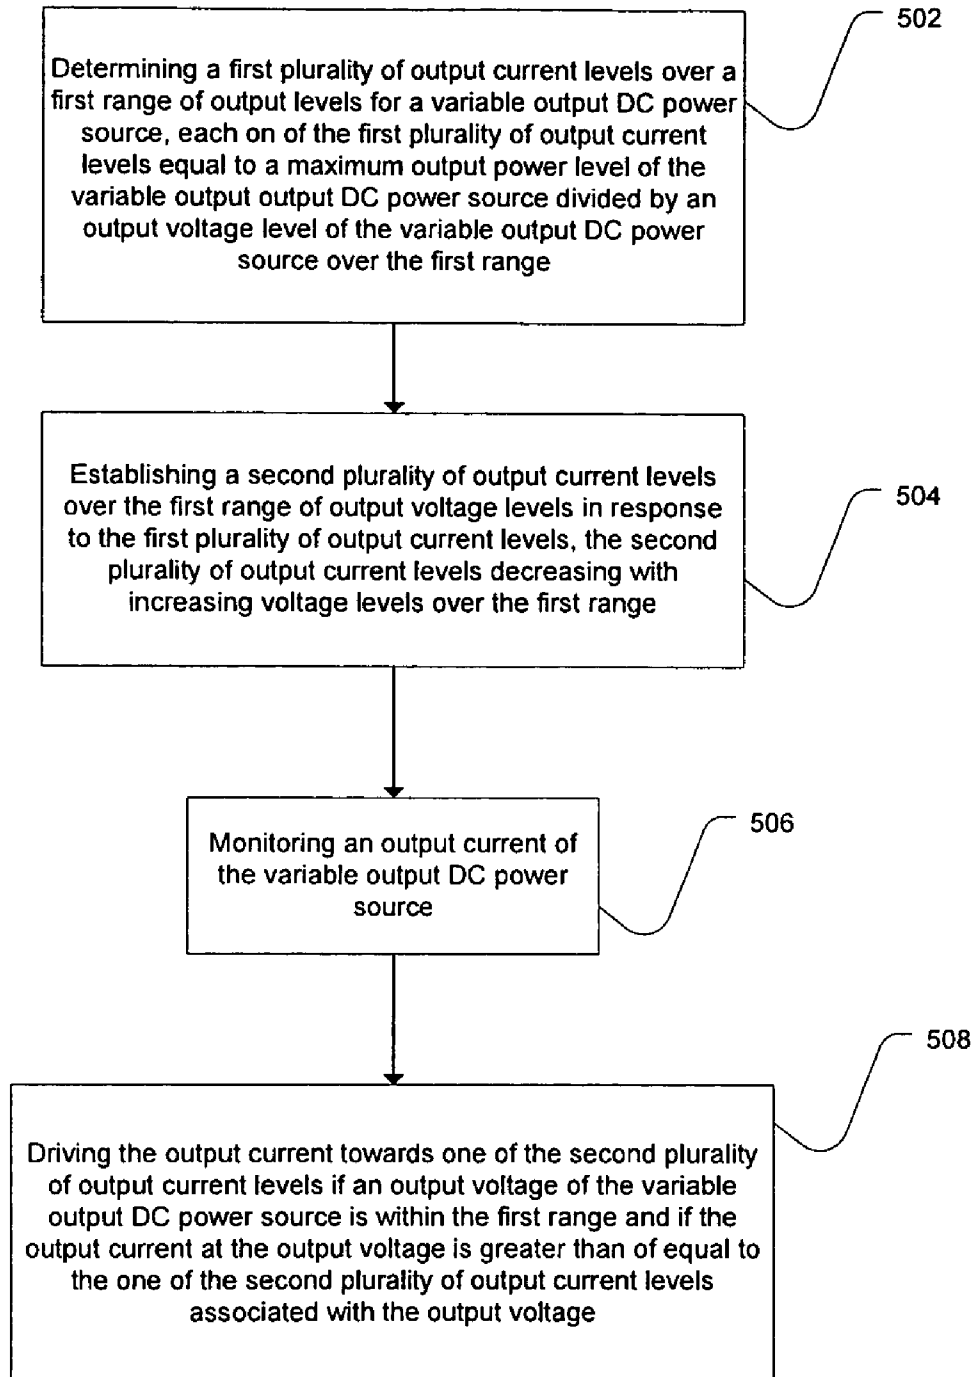 502
Determining a first plurality of output current levels over a
first range of output levels for a variable output DC power
source, each on of the first plurality of output current
levels equal to a maximum output power level of the
variable output output DC power source divided by an
output voltage level of the variable output DC power
source over the first range
504
Establishing a second plurality of output current levels
over the first range of output voltage levels in response
to the first plurality of output current levels, the second
plurality of output current levels decreasing with
increasing voltage levels over the first range
506
Monitoring an output current of
the variable output DC power
source
508
Driving the output current towards one of the second plurality
of output current levels if an output voltage of the variable
output DC power source is within the first range and if the
output current at the output voltage is greater than of equal to
the one of the second plurality of output current levels
associated with the output voltage